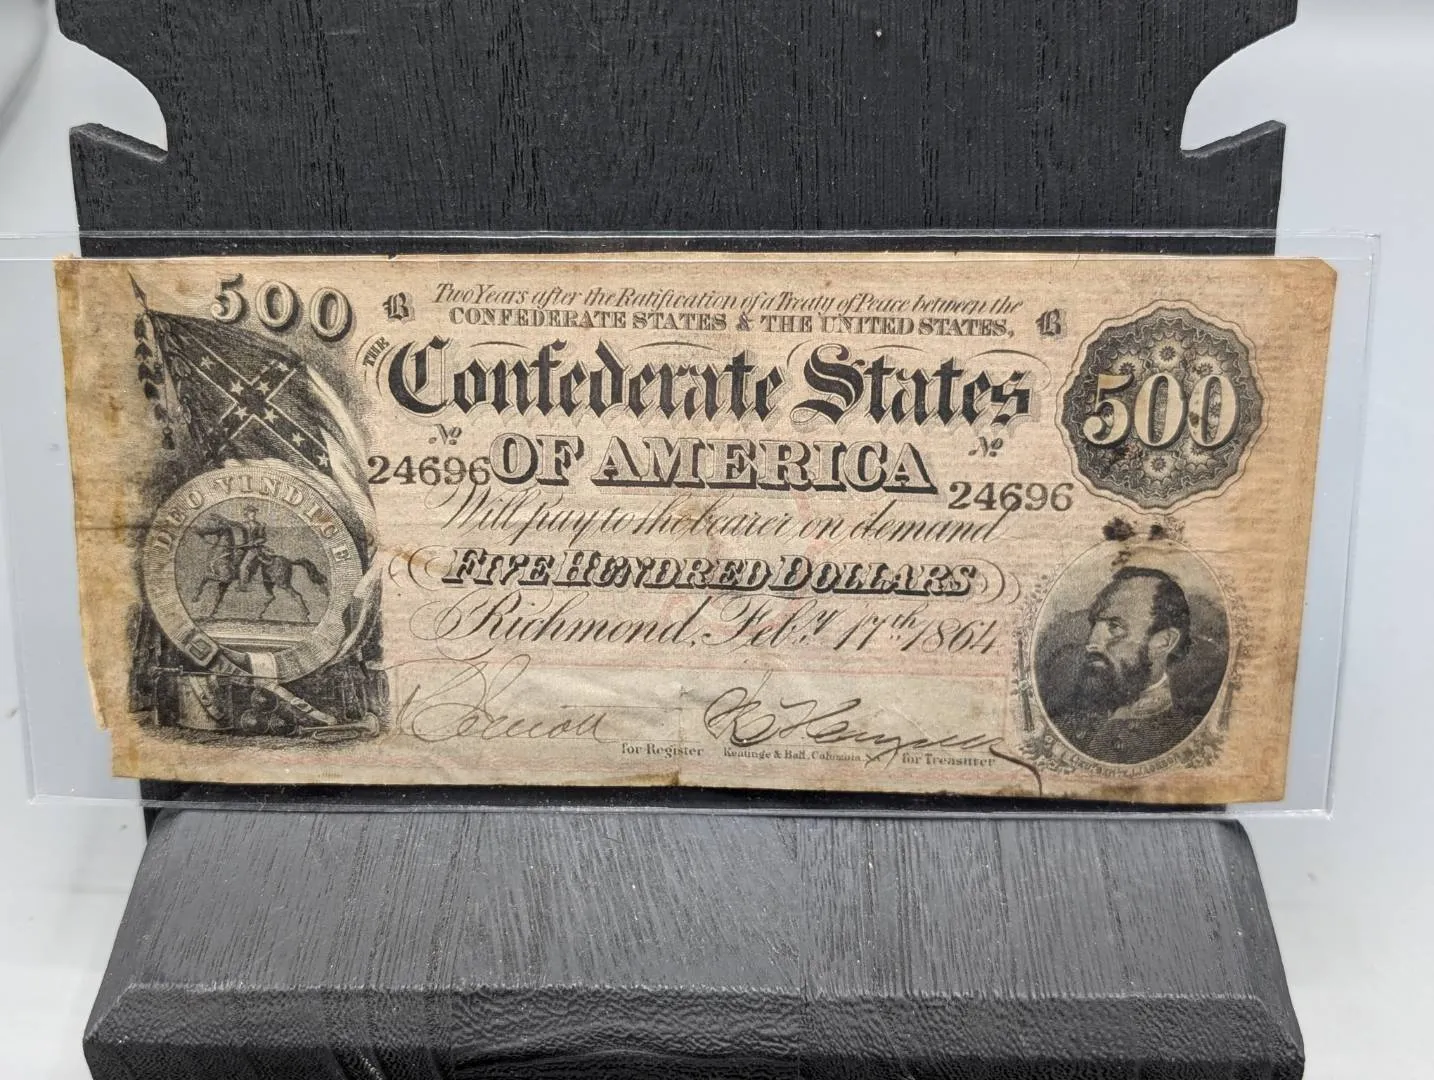 500
B Two Years after the Ratification of a Treaty of Peace between the B
CONFEDERATE STATES & THE UNITED STATES,
THE
Confederate States
500
No No
OF AMERICA
24696 24696
DEO VINDICE
Will pay to the bearer on demand
FIVE HUNDRED DOLLARS
Richmond, Feby. 17th 1864
for Register Keatinge & Ball, Columbia, S.C. for Treasurer